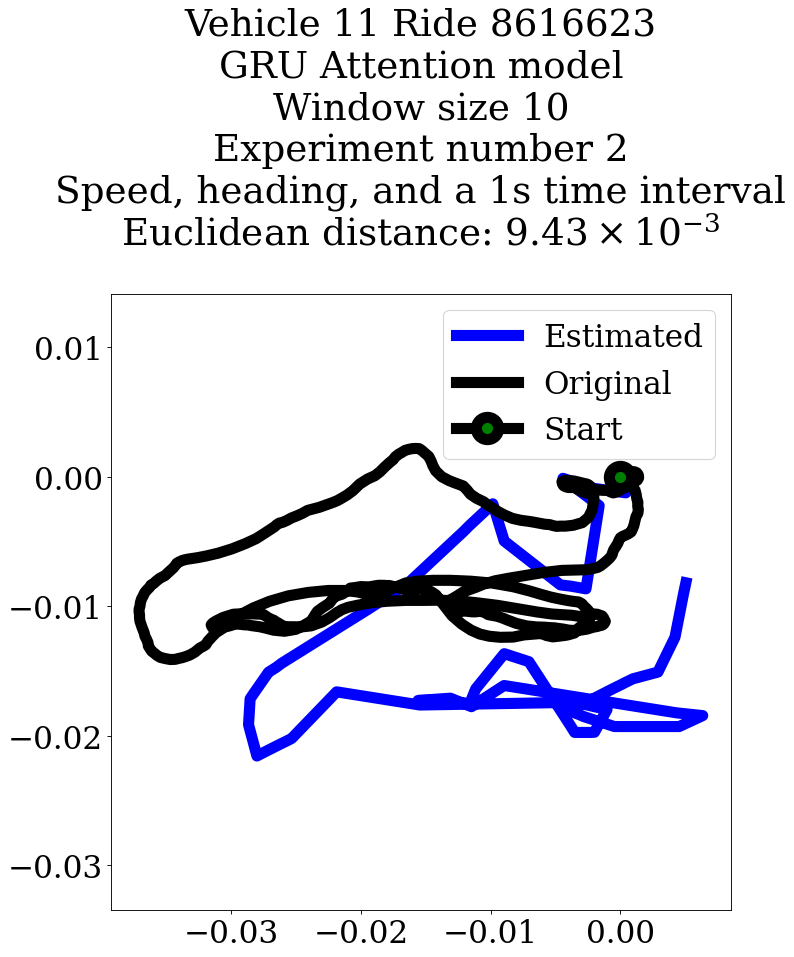 Vehicle 11 Ride 8616623
GRU Attention model
Window size 10
Experiment number 2
Speed, heading, and a 1s time interval
Euclidean distance: 9.43 × 10⁻³
Estimated
Original
Start
0.01
0.00
−0.01
−0.02
−0.03
−0.03 −0.02 −0.01 0.00